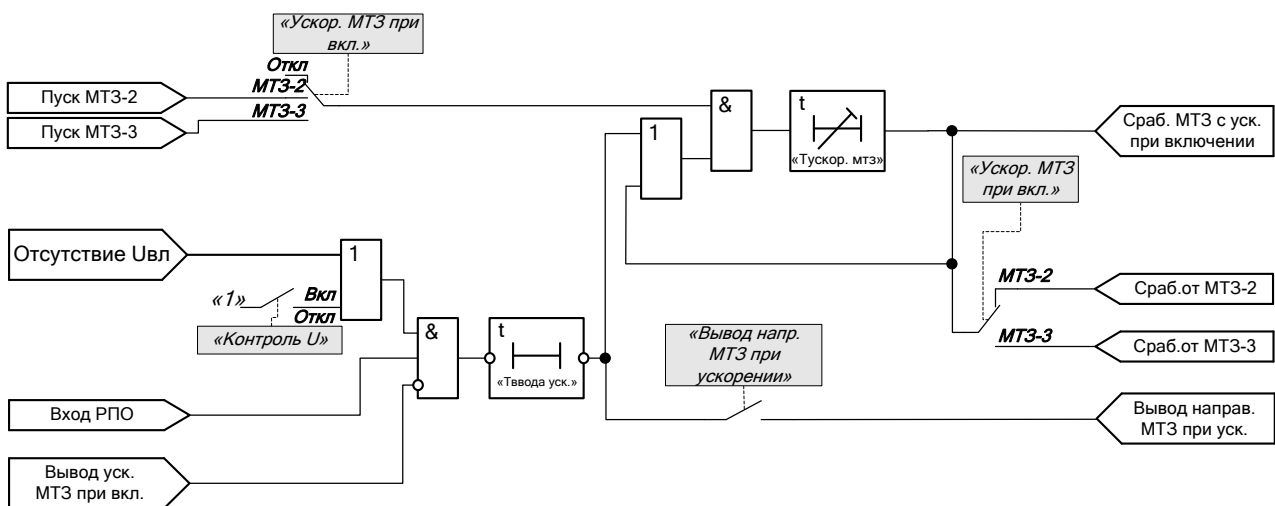 «Ускор. МТЗ при
вкл.»
Откл
МТЗ-2
МТЗ-3
Пуск МТЗ-2
Пуск МТЗ-3
&
t
«Тускор. мтз»
1
Сраб. МТЗ с уск.
при включении
«Ускор. МТЗ
при вкл.»
Отсутствие Uвл
1
«1»
Вкл
Откл
«Контроль U»
МТЗ-2
Сраб.от МТЗ-2
МТЗ-3
Сраб.от МТЗ-3
&
t
«Тввода уск.»
«Вывод напр.
МТЗ при
ускорении»
Вход РПО
Вывод направ.
МТЗ при уск.
Вывод уск.
МТЗ при вкл.